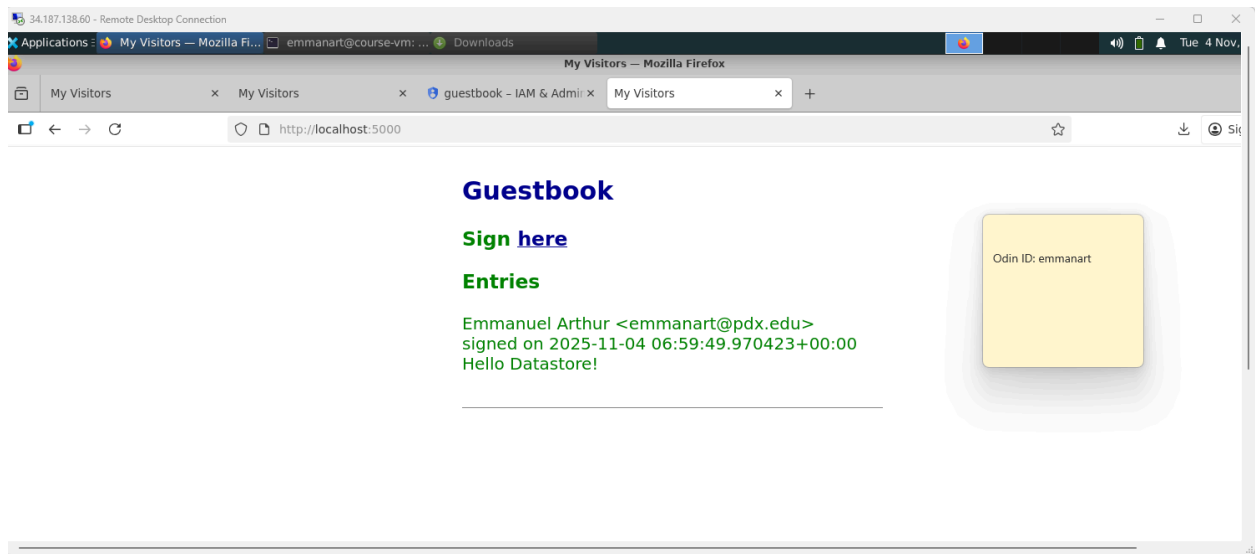 34.187.138.60 - Remote Desktop Connection
Applications My Visitors — Mozilla Fi... emmanart@course-vm: ... Downloads Tue 4 Nov,
My Visitors — Mozilla Firefox
My Visitors My Visitors guestbook – IAM & Admin My Visitors
http://localhost:5000 Sig
Guestbook
Sign here
Entries
Emmanuel Arthur <emmanart@pdx.edu>
signed on 2025-11-04 06:59:49.970423+00:00
Hello Datastore!
Odin ID: emmanart